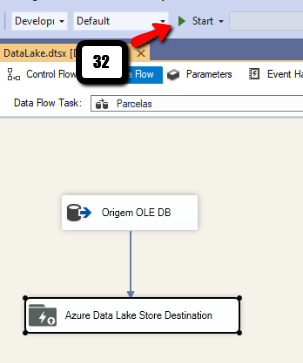 Developi Default Start
DataLake.dtsx [D
32
Control Flow Flow Parameters Event Ha
Data Flow Task: Parcelas
Origem OLE DB
Azure Data Lake Store Destination